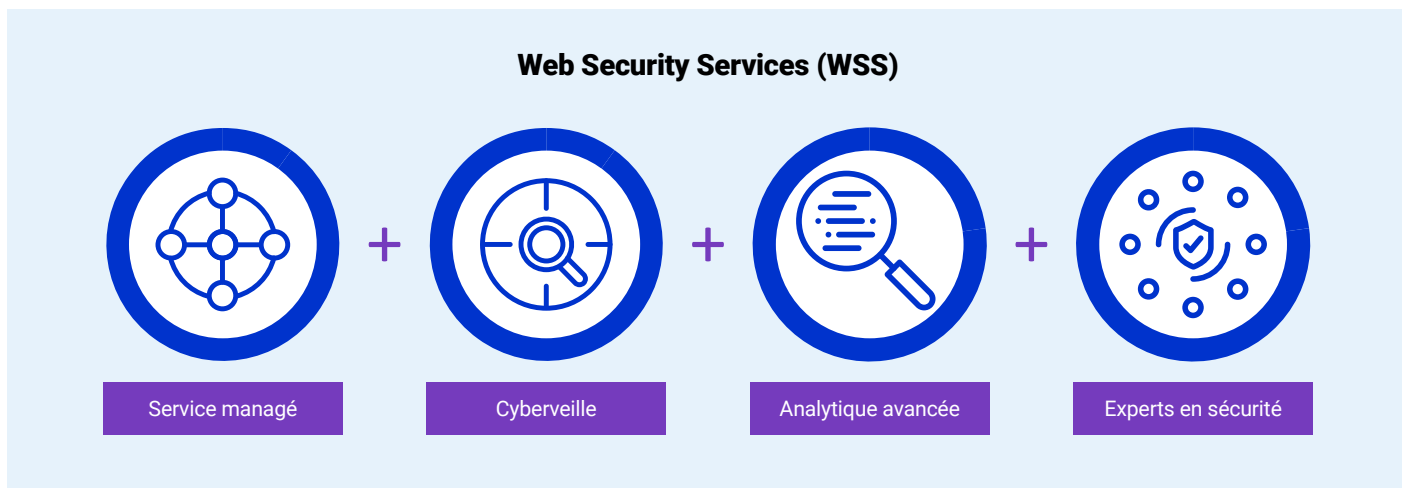 Web Security Services (WSS)
Service managé
Cyberveille
Analytique avancée
Experts en sécurité